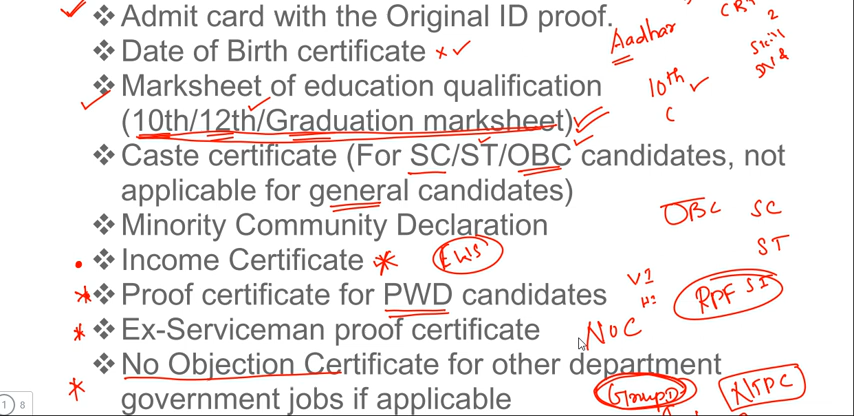 ❖ Admit card with the Original ID proof.
❖ Date of Birth certificate
Aadhar
❖ Marksheet of education qualification
(10th/12th/Graduation marksheet)
10th
C
❖ Caste certificate (For SC/ST/OBC candidates, not
applicable for general candidates)
OBC SC
❖ Minority Community Declaration
ST
❖ Income Certificate
EWS
❖ Proof certificate for PWD candidates
RPF SI
❖ Ex-Serviceman proof certificate
NOC
❖ No Objection Certificate for other department
government jobs if applicable
Group D
NTPC
1 8